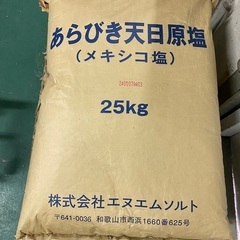 あらびき天日原塩
(メキシコ塩)
25kg
株式会社エヌエムソルト
〒641-0036 和歌山市西浜1660番625号